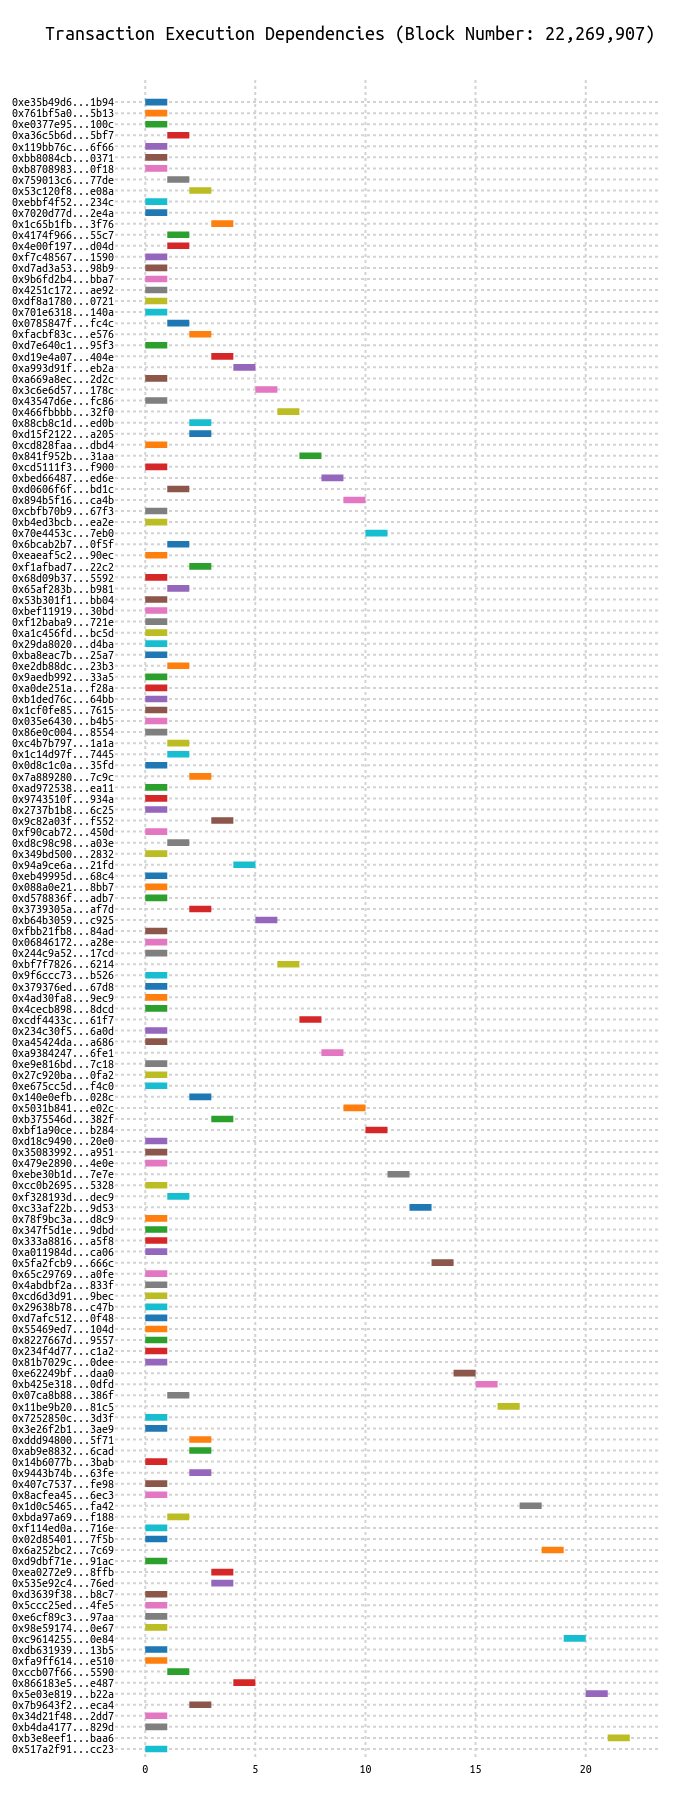 Transaction Execution Dependencies (Block Number: 22,269,907)
0xe35b49d6...1b94
0x761bf5a0...5b13
0xe0377e95...100c
0xa36c5b6d...5bf7
0x119bb76c...6f66
0xbb8084cb...0371
0xb8708983...0f18
0x759013c6...77de
0x53c120f8...e08a
0xebbf4f52...234c
0x7020d77d...2e4a
0x1c65b1fb...3f76
0x4174f966...55c7
0x4e00f197...d04d
0xf7c48567...1590
0xd7ad3a53...98b9
0x9b6fd2b4...bba7
0x4251c172...ae92
0xdf8a1780...0721
0x701e6318...140a
0x0785847f...fc4c
0xfacbf83c...e576
0xd7e640c1...95f3
0xd19e4a07...404e
0xa993d91f...eb2a
0xa669a8ec...2d2c
0x3c6e6d57...178c
0x43547d6e...fc86
0x466fbbbb...32f0
0x88cb8c1d...ed0b
0xd15f2122...a205
0xcd828faa...dbd4
0x841f952b...31aa
0xcd5111f3...f900
0xbed66487...ed6e
0xd0606f6f...bd1c
0x894b5f16...ca4b
0xcbfb70b9...67f3
0xb4ed3bcb...ea2e
0x70e4453c...7eb0
0x6bcab2b7...0f5f
0xeaeaf5c2...90ec
0xf1afbad7...22c2
0x68d09b37...5592
0x65af283b...b981
0x53b301f1...bb04
0xbef11919...30bd
0xf12baba9...721e
0xa1c456fd...bc5d
0x29da8020...d4ba
0xba8eac7b...25a7
0xe2db88dc...23b3
0x9aedb992...33a5
0xa0de251a...f28a
0xb1ded76c...64bb
0x1cf0fe85...7615
0x035e6430...b4b5
0x86e0c004...8554
0xc4b7b797...1a1a
0x1c14d97f...7445
0x0d8c1c0a...35fd
0x7a889280...7c9c
0xad972538...ea11
0x9743510f...934a
0x2737b1b8...6c25
0x9c82a03f...f552
0xf90cab72...450d
0xd8c98c98...a03e
0x349bd500...2832
0x94a9ce6a...21fd
0xeb49995d...68c4
0x088a0e21...8bb7
0xd578836f...adb7
0x3739305a...af7d
0xb64b3059...c925
0xfbb21fb8...84ad
0x06846172...a28e
0x244c9a52...17cd
0xbf7f7826...6214
0x9f6ccc73...b526
0x379376ed...67d8
0x4ad30fa8...9ec9
0x4cecb898...8dcd
0xcdf4433c...61f7
0x234c30f5...6a0d
0xa45424da...a686
0xa9384247...6fe1
0xe9e816bd...7c18
0x27c920ba...0fa2
0xe675cc5d...f4c0
0x140e0efb...028c
0x5031b841...e02c
0xb375546d...382f
0xbf1a90ce...b284
0xd18c9490...20e0
0x35083992...a951
0x479e2890...4e0e
0xebe30b1d...7e7e
0xcc0b2695...5328
0xf328193d...dec9
0xc33af22b...9d53
0x78f9bc3a...d8c9
0x347f5d1e...9dbd
0x333a8816...a5f8
0xa011984d...ca06
0x5fa2fcb9...666c
0x65c29769...a0fe
0x4abdbf2a...833f
0xcd6d3d91...9bec
0x29638b78...c47b
0xd7afc512...0f48
0x55469ed7...104d
0x8227667d...9557
0x234f4d77...c1a2
0x81b7029c...0dee
0xe62249bf...daa0
0xb425e318...0dfd
0x07ca8b88...386f
0x11be9b20...81c5
0x7252850c...3d3f
0x3e26f2b1...3ae9
0xddd94800...5f71
0xab9e8832...6cad
0x14b6077b...3bab
0x9443b74b...63fe
0x407c7537...fe98
0x8acfea45...6ec3
0x1d0c5465...fa42
0xbda97a69...f188
0xf114ed0a...716e
0x02d85401...7f5b
0x6a252bc2...7c69
0xd9dbf71e...91ac
0xea0272e9...8ffb
0x535e92c4...76ed
0xd3639f38...b8c7
0x5ccc25ed...4fe5
0xe6cf89c3...97aa
0x98e59174...0e67
0xc9614255...0e84
0xdb631939...13b5
0xfa9ff614...e510
0xccb07f66...5590
0x866183e5...e487
0x5e03e819...b22a
0x7b9643f2...eca4
0x34d21f48...2dd7
0xb4da4177...829d
0xb3e8eef1...baa6
0x517a2f91...cc23
0 5 10 15 20